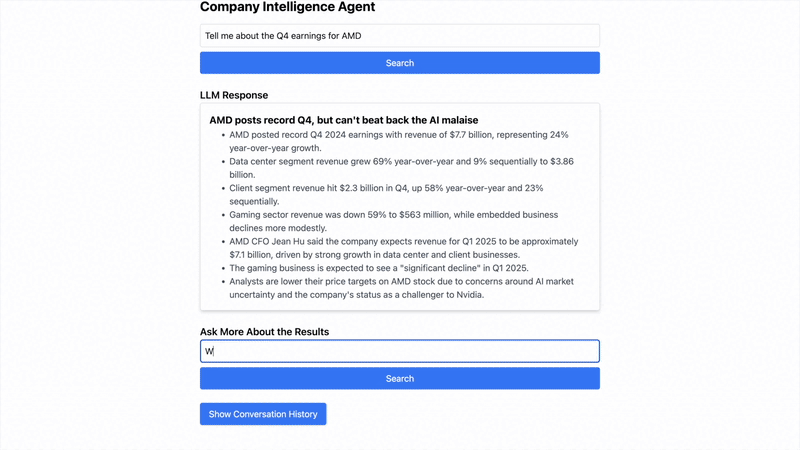 Company Intelligence Agent
Tell me about the Q4 earnings for AMD
Search
LLM Response
AMD posts record Q4, but can't beat back the AI malaise
• AMD posted record Q4 2024 earnings with revenue of $7.7 billion, representing 24%
year-over-year growth.
• Data center segment revenue grew 69% year-over-year and 9% sequentially to $3.86
billion.
• Client segment revenue hit $2.3 billion in Q4, up 58% year-over-year and 23%
sequentially.
• Gaming sector revenue was down 59% to $563 million, while embedded business
declines more modestly.
• AMD CFO Jean Hu said the company expects revenue for Q1 2025 to be approximately
$7.1 billion, driven by strong growth in data center and client businesses.
• The gaming business is expected to see a "significant decline" in Q1 2025.
• Analysts are lower their price targets on AMD stock due to concerns around AI market
uncertainty and the company's status as a challenger to Nvidia.
Ask More About the Results
W
Search
Show Conversation History